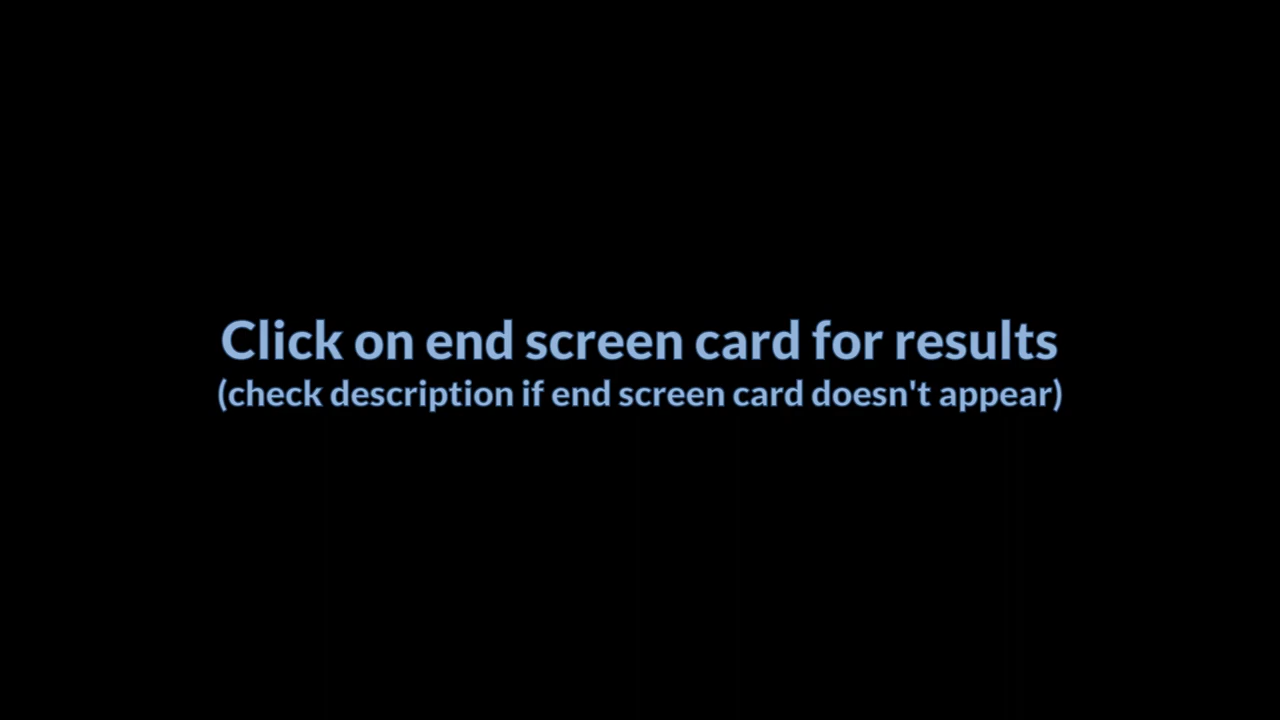 Click on end screen card for results
(check description if end screen card doesn't appear)